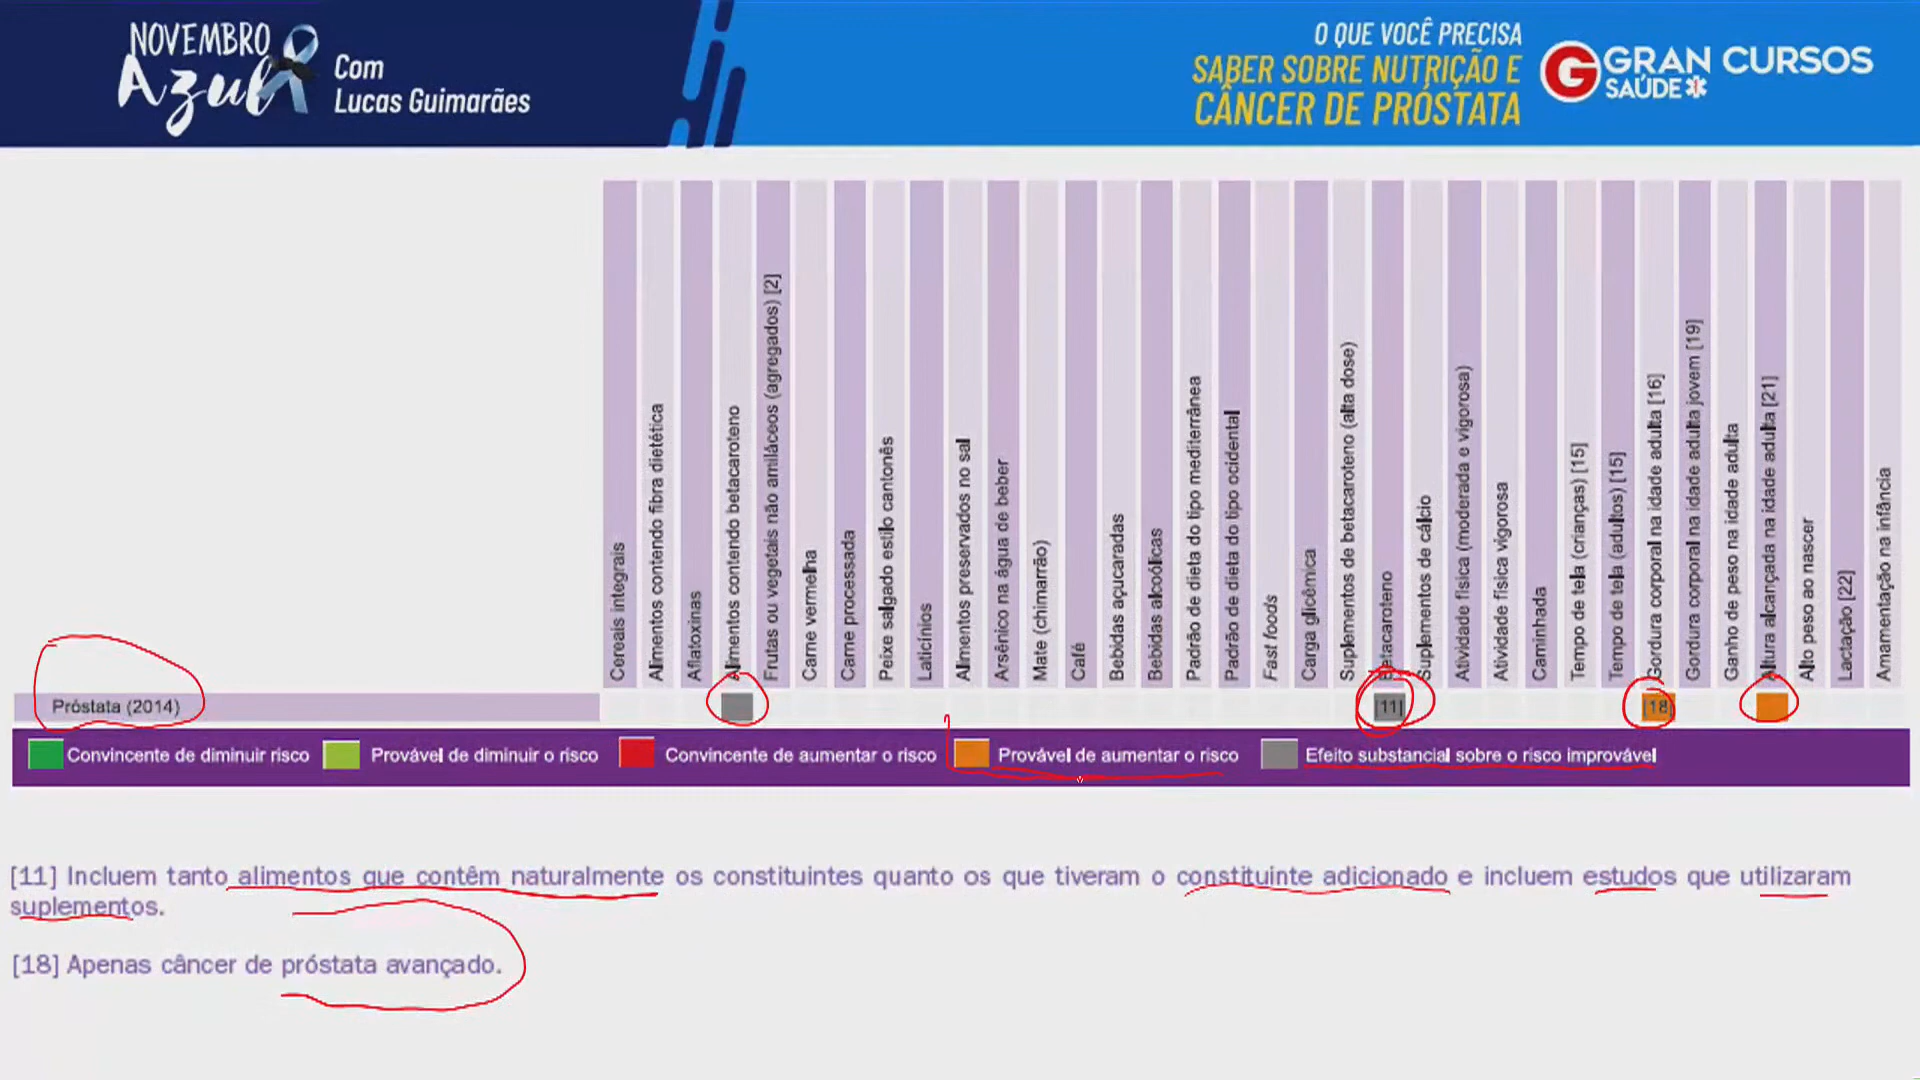 NOVEMBRO
Azul
Com
Lucas Guimarães
O QUE VOCÊ PRECISA
SABER SOBRE NUTRIÇÃO E
CÂNCER DE PRÓSTATA
G
GRAN CURSOS
SAÚDE
Cereais integrais
Alimentos contendo fibra dietética
Aflatoxinas
Alimentos contendo betacaroteno
Frutas ou vegetais não amiláceos (agregados) [2]
Carne vermelha
Carne processada
Peixe salgado estilo cantonês
Laticínios
Alimentos preservados no sal
Arsênico na água de beber
Mate (chimarrão)
Café
Bebidas açucaradas
Bebidas alcoólicas
Padrão de dieta do tipo mediterrânea
Padrão de dieta do tipo ocidental
Fast foods
Carga glicêmica
Suplementos de betacaroteno (alta dose)
Betacaroteno
Suplementos de cálcio
Atividade física (moderada e vigorosa)
Atividade física vigorosa
Caminhada
Tempo de tela (crianças) [15]
Tempo de tela (adultos) [15]
Gordura corporal na idade adulta [16]
Gordura corporal na idade adulta jovem [19]
Ganho de peso na idade adulta
Altura alcançada na idade adulta [21]
Alto peso ao nascer
Lactação [22]
Amamentação na infância
Próstata (2014)
[11]
[18]
Convincente de diminuir risco
Provável de diminuir o risco
Convincente de aumentar o risco
Provável de aumentar o risco
Efeito substancial sobre o risco improvável
[11] Incluem tanto alimentos que contêm naturalmente os constituintes quanto os que tiveram o constituinte adicionado e incluem estudos que utilizaram
suplementos.
[18] Apenas câncer de próstata avançado.